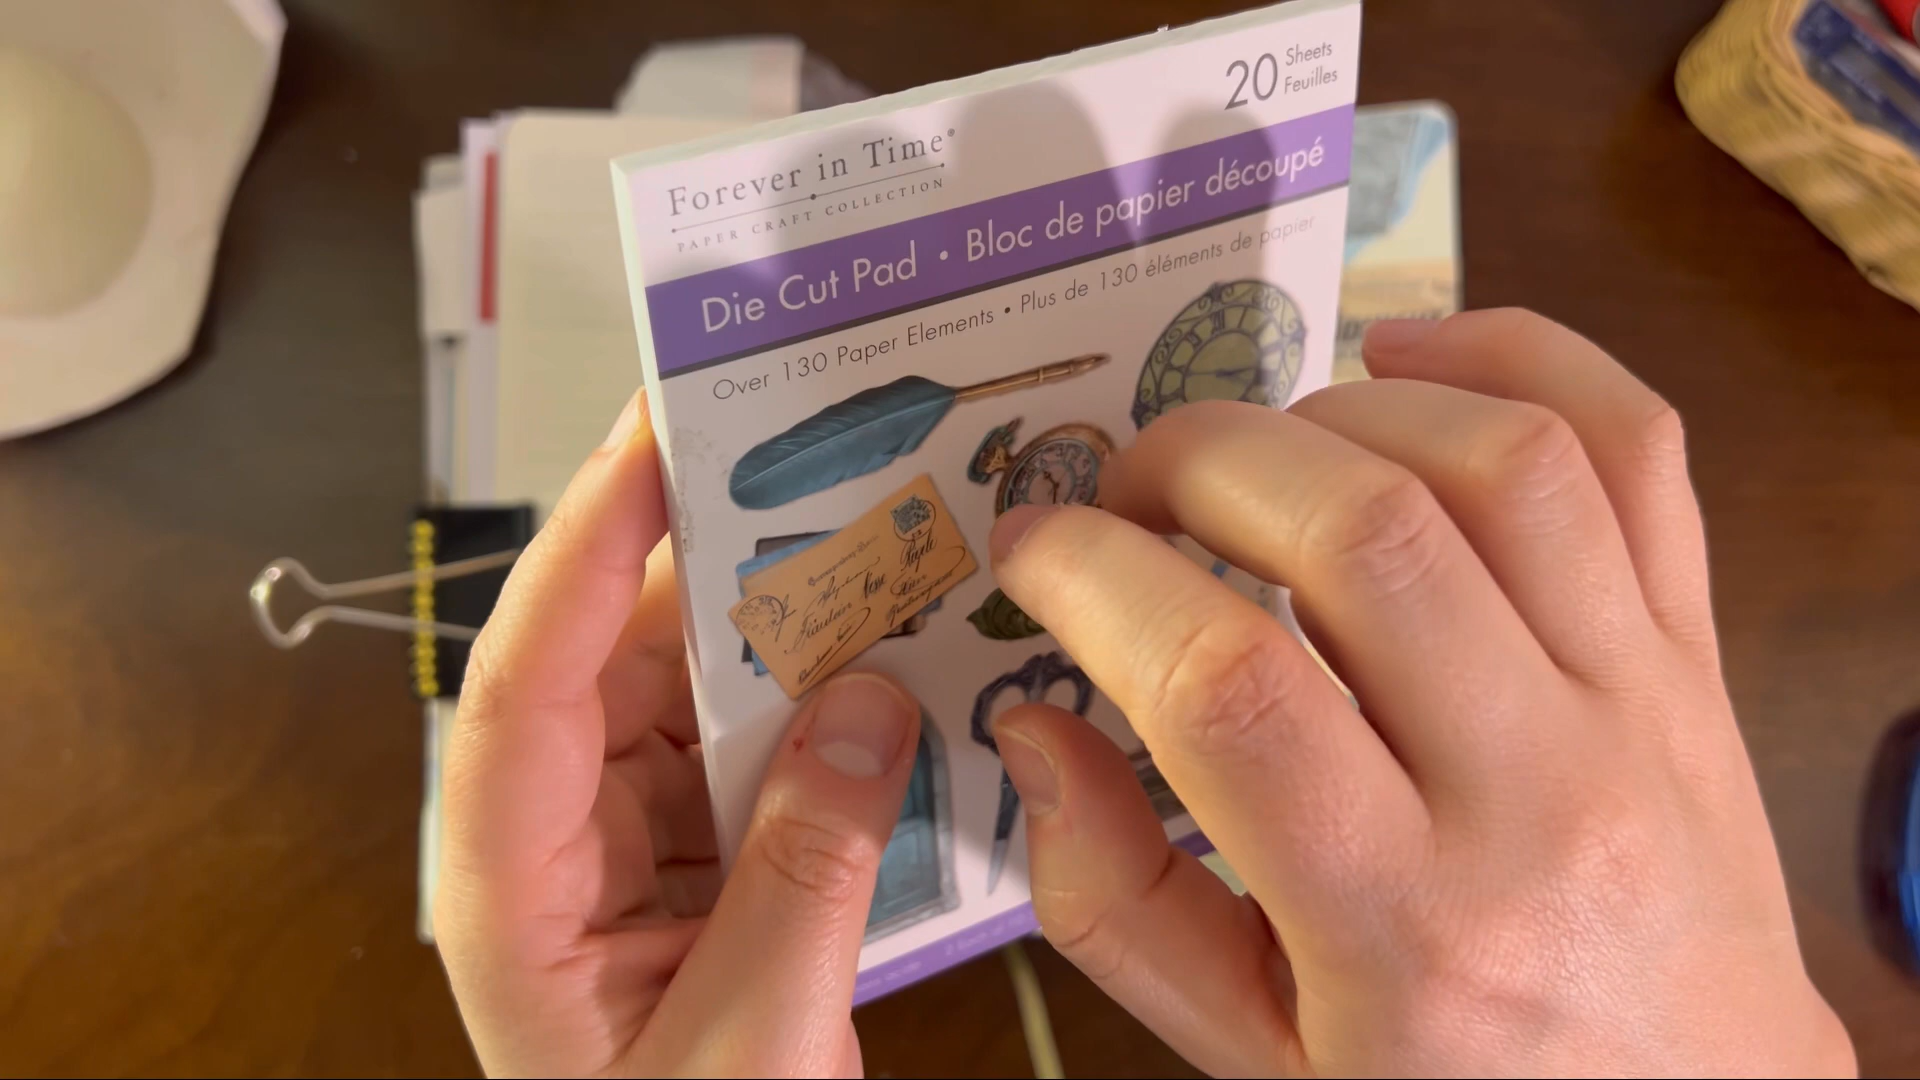 20 Sheets
Feuilles
Forever in Time®
PAPER CRAFT COLLECTION
Die Cut Pad • Bloc de papier découpé
Over 130 Paper Elements • Plus de 130 éléments de papier